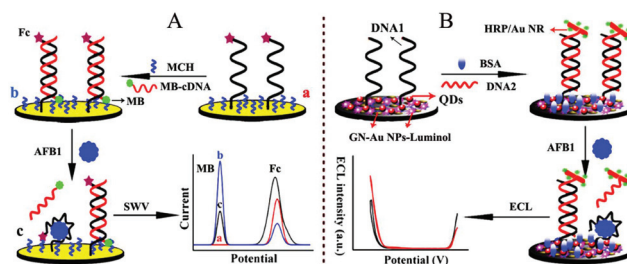 A
Fc
MCH
MB-cDNA
b
MB
a
AFB1
c
SWV
MB
b
Fc
c
a
Current
Potential
B
DNA1
HRP/Au NR
BSA
DNA2
QDs
GN-Au NPs-Luminol
AFB1
ECL
ECL intensity (a.u.)
Potential (V)